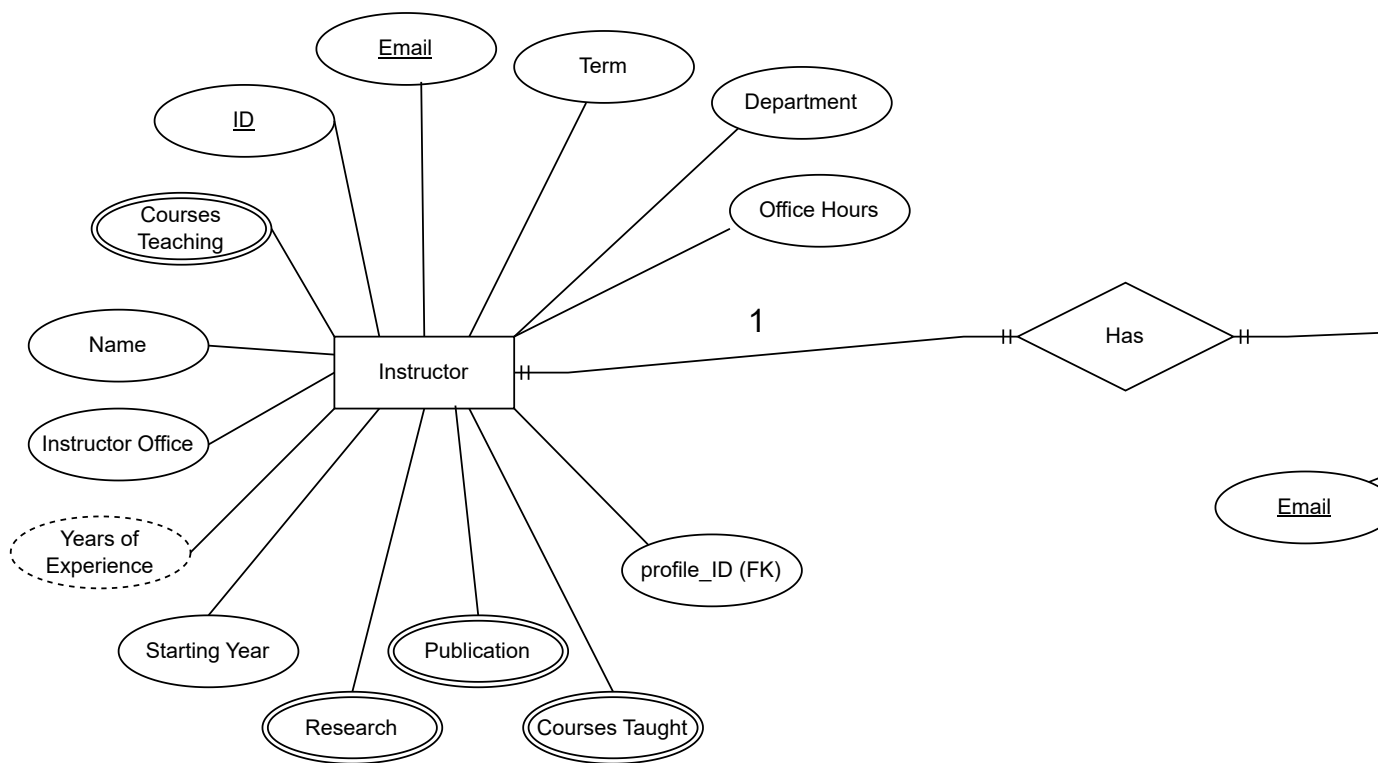 Email
Term
Department
ID
Courses
Teaching
Office Hours
1
Name
Instructor
Has
Instructor Office
Email
Years of
Experience
profile_ID (FK)
Starting Year
Publication
Research
Courses Taught